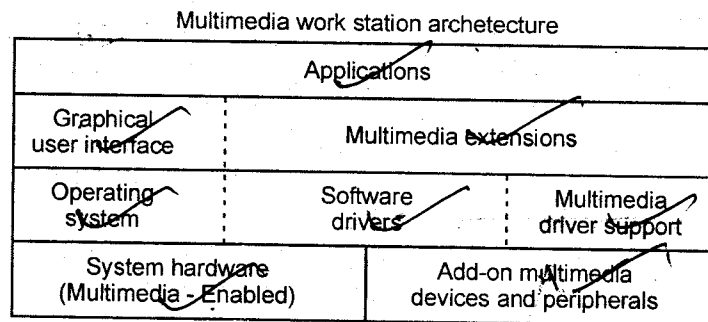 Multimedia work station archetecture
Applications
Graphical
user interface
Multimedia extensions
Operating
system
Software
drivers
Multimedia
driver support
System hardware
(Multimedia - Enabled)
Add-on multimedia
devices and peripherals